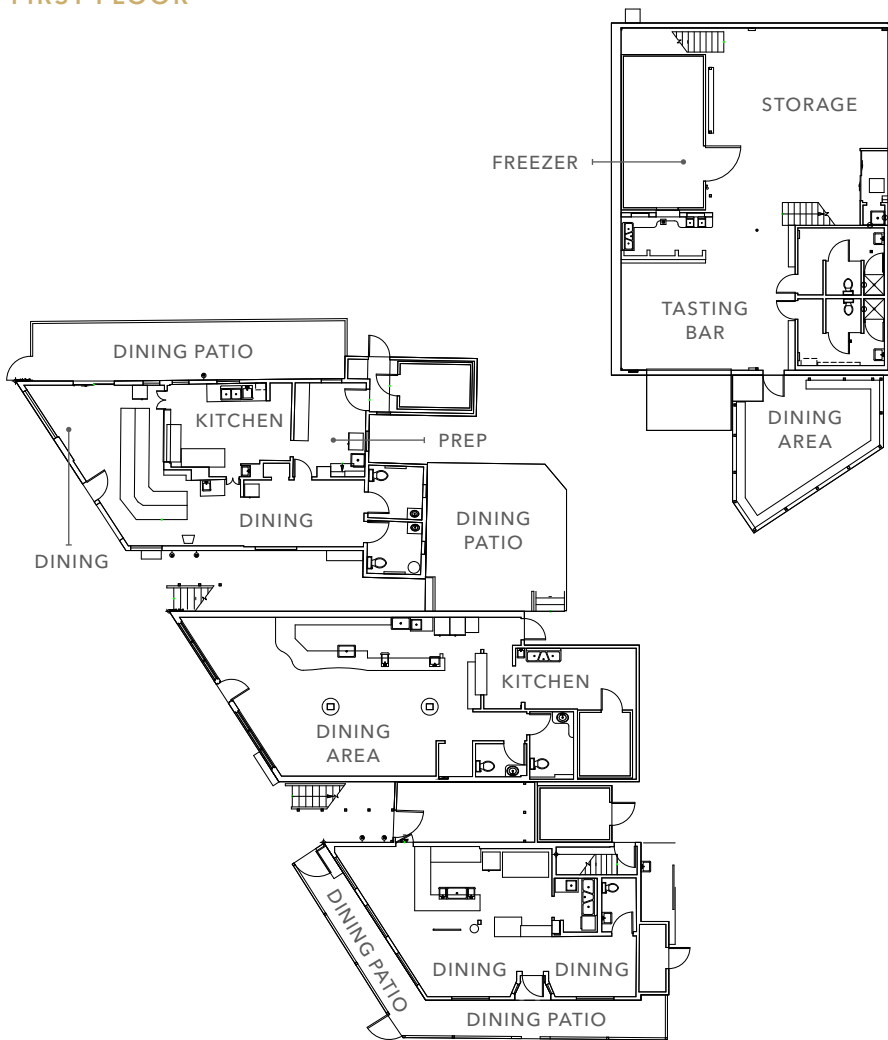 FIRST FLOOR
STORAGE
FREEZER
TASTING
BAR
DINING
AREA
DINING PATIO
KITCHEN
PREP
DINING
DINING
DINING
PATIO
KITCHEN
DINING
AREA
DINING PATIO
DINING
DINING
DINING PATIO